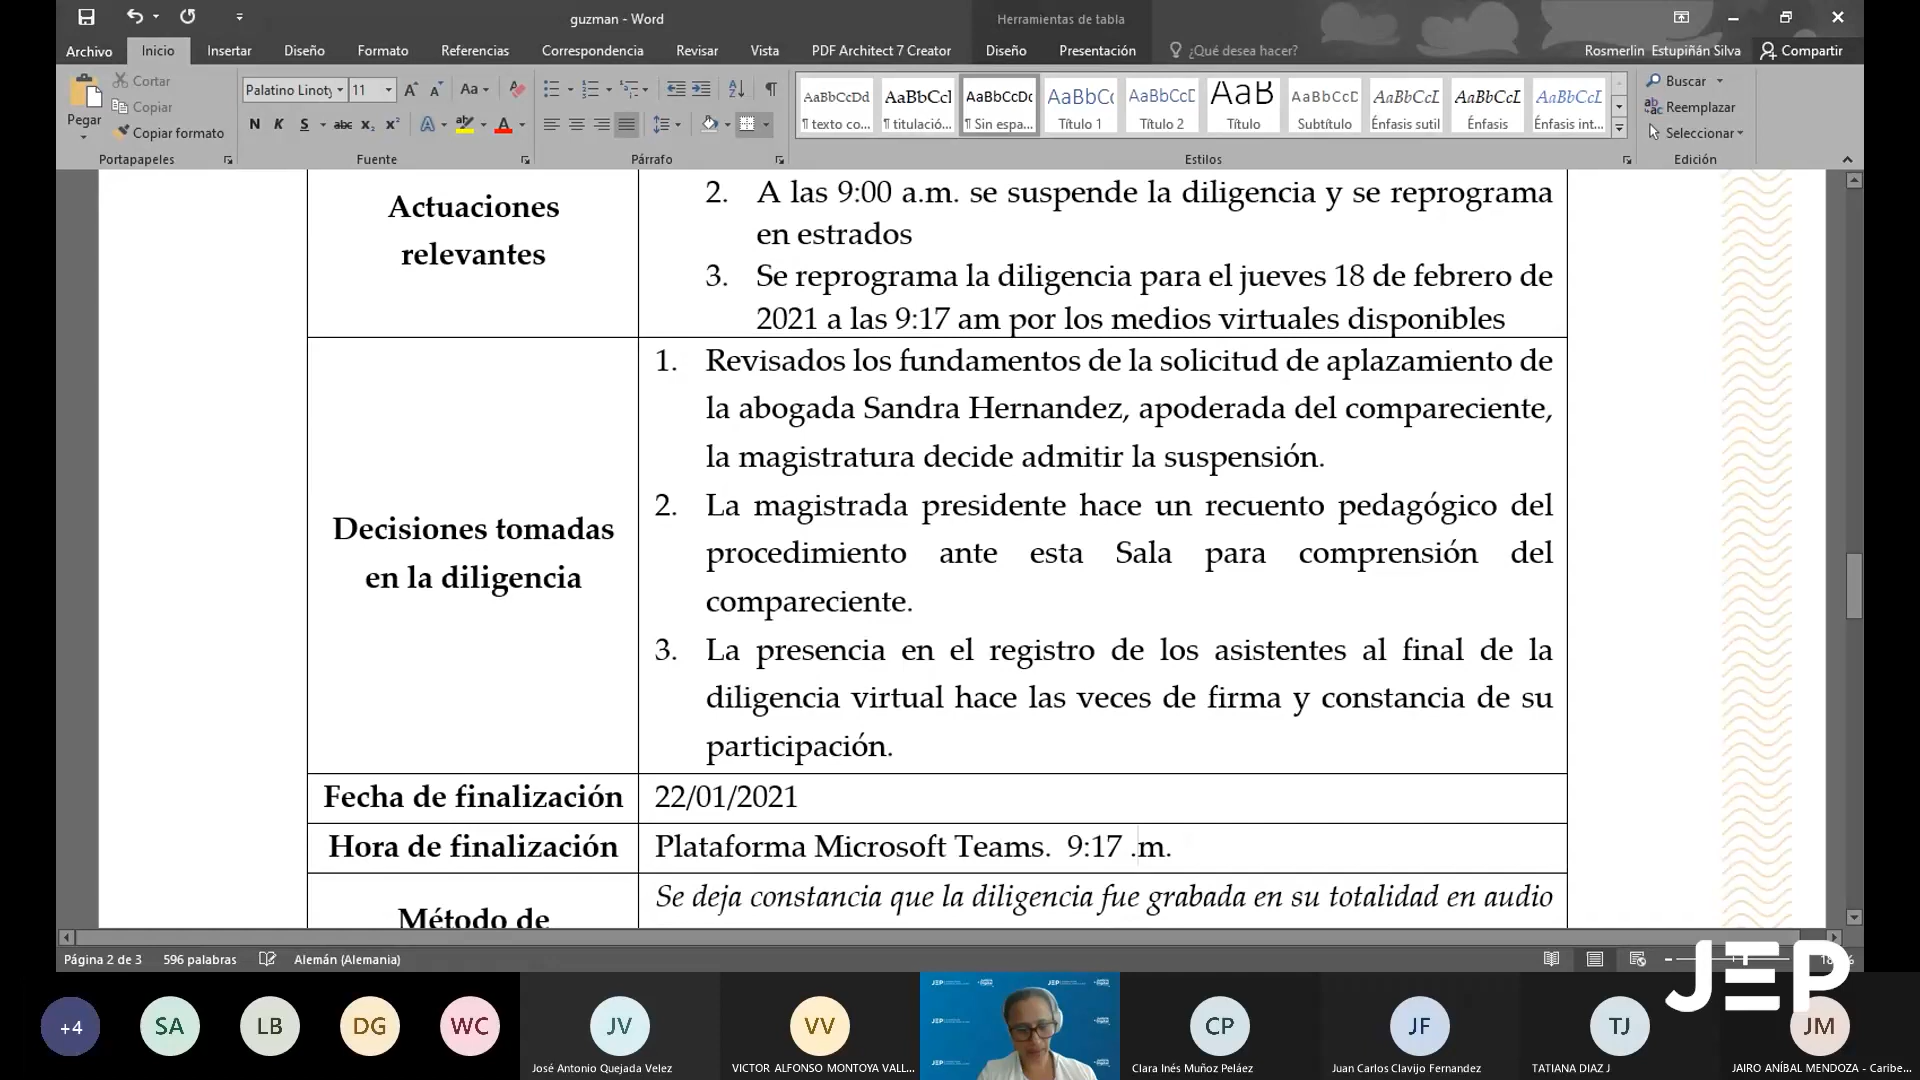 guzman - Word
Herramientas de tabla
Archivo
Inicio
Insertar
Diseño
Formato
Referencias
Correspondencia
Revisar
Vista
PDF Architect 7 Creator
Diseño
Presentación
¿Qué desea hacer?
Rosmerlin Estupiñán Silva
Compartir
Pegar
Cortar
Copiar
Copiar formato
Portapapeles
Palatino Linoty
11
Aa
N K S abc x₂ x²
Fuente
Párrafo
AaBbCcDd
¶ texto co...
AaBbCcI
¶ titulació...
AaBbCcDc
¶ Sin espa...
AaBbCc
Título 1
AaBbCcD
Título 2
AaB
Título
AaBbCcD
Subtítulo
AaBbCcL
Énfasis sutil
AaBbCcL
Énfasis
AaBbCcL
Énfasis int...
Estilos
Buscar
Reemplazar
Seleccionar
Edición
Actuaciones
relevantes
2. A las 9:00 a.m. se suspende la diligencia y se reprograma
en estrados
3. Se reprograma la diligencia para el jueves 18 de febrero de
2021 a las 9:17 am por los medios virtuales disponibles
Decisiones tomadas
en la diligencia
1. Revisados los fundamentos de la solicitud de aplazamiento de
la abogada Sandra Hernandez, apoderada del compareciente,
la magistratura decide admitir la suspensión.
2. La magistrada presidente hace un recuento pedagógico del
procedimiento ante esta Sala para comprensión del
compareciente.
3. La presencia en el registro de los asistentes al final de la
diligencia virtual hace las veces de firma y constancia de su
participación.
Fecha de finalización
22/01/2021
Hora de finalización
Plataforma Microsoft Teams. 9:17 .m.
Método de
Se deja constancia que la diligencia fue grabada en su totalidad en audio
Página 2 de 3
596 palabras
Alemán (Alemania)
JEP
+4
SA
LB
DG
WC
JV
José Antonio Quejada Velez
VV
VICTOR ALFONSO MONTOYA VALL...
JEP
JEP
JEP
JEP
CP
Clara Inés Muñoz Peláez
JF
Juan Carlos Clavijo Fernandez
TJ
TATIANA DIAZ J
JM
JAIRO ANÍBAL MENDOZA - Caribe...